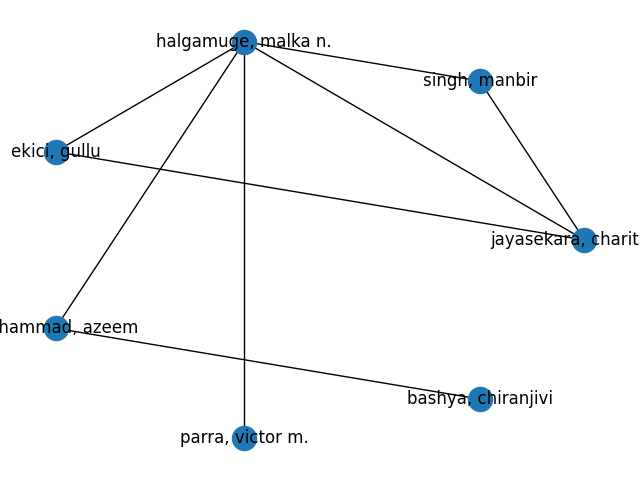 halgamuge, malka n.
singh, manbir
ekici, gullu
jayasekara, charit
hammad, azeem
bashya, chiranjivi
parra, victor m.